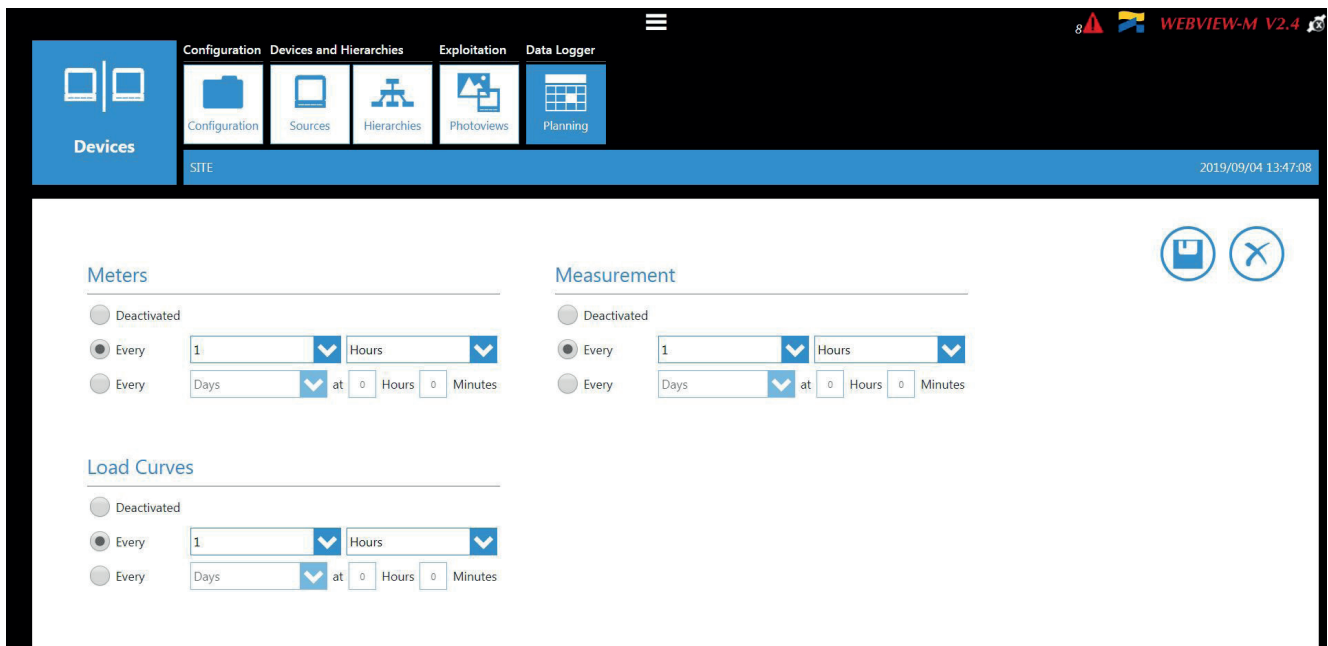 8 WEBVIEW-M V2.4
Configuration Devices and Hierarchies Exploitation Data Logger
Configuration Sources Hierarchies Photoviews Planning
Devices
SITE 2019/09/04 13:47:08
Meters
Deactivated
Every 1 Hours
Every Days at 0 Hours 0 Minutes
Measurement
Deactivated
Every 1 Hours
Every Days at 0 Hours 0 Minutes
Load Curves
Deactivated
Every 1 Hours
Every Days at 0 Hours 0 Minutes